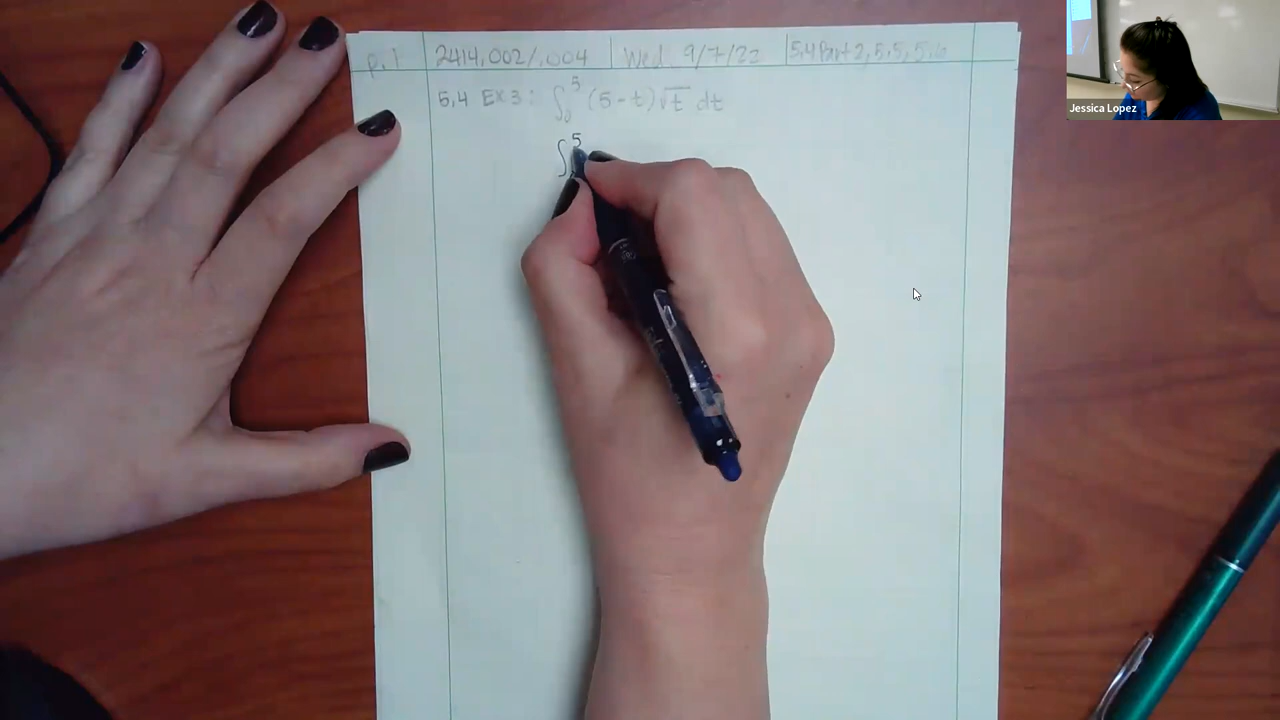 p. 1 2414.002/.004 Wed 9/7/22 5.4 Part 2, 5.5, 5.6
5.4 Ex 3: ∫₀⁵ (5-t)√t dt
∫⁵
Jessica Lopez